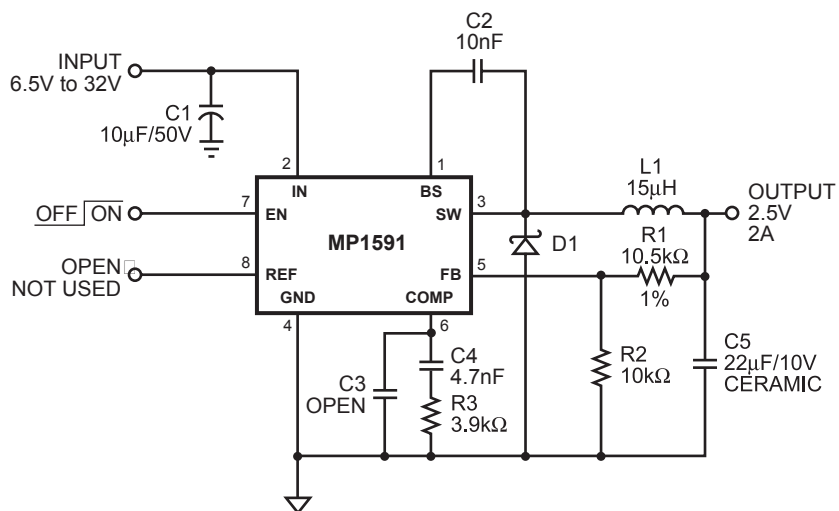 C2
10nF
INPUT
6.5V to 32V
C1
10μF/50V
2
1
IN
BS
L1
15μH
OUTPUT
2.5V
2A
7
EN
SW
3
OFF ON
MP1591
D1
R1
10.5kΩ
1%
OPEN
NOT USED
8
REF
FB
5
GND
COMP
4
6
C4
4.7nF
C3
OPEN
R3
3.9kΩ
R2
10kΩ
C5
22μF/10V
CERAMIC